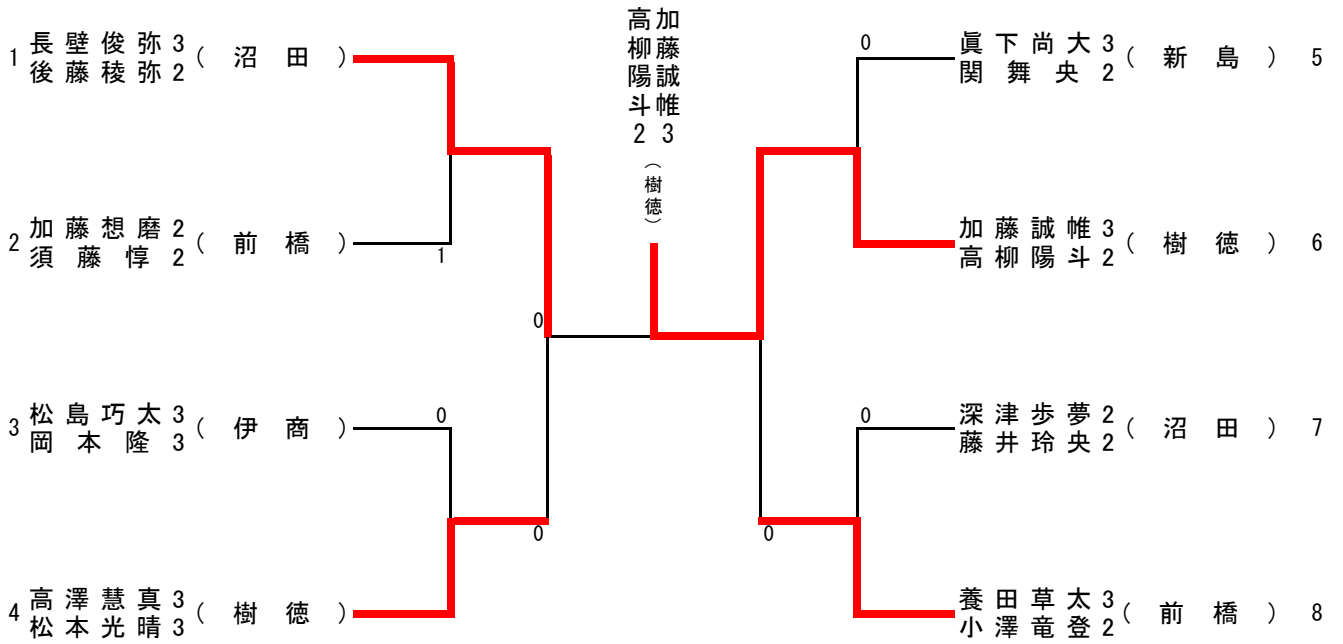 加藤誠惟3
高柳陽斗2
（樹徳）
1 長壁俊弥3
後藤稜弥2
（沼田）
2 加藤想磨2
須藤惇2
（前橋）
1
0
3 松島巧太3
岡本隆3
（伊商）
0
4 高澤慧真3
松本光晴3
（樹徳）
0
0
眞下尚大3
関舞央2
（新島）5
加藤誠惟3
高柳陽斗2
（樹徳）6
0
深津歩夢2
藤井玲央2
（沼田）7
0
養田草太3
小澤竜登2
（前橋）8